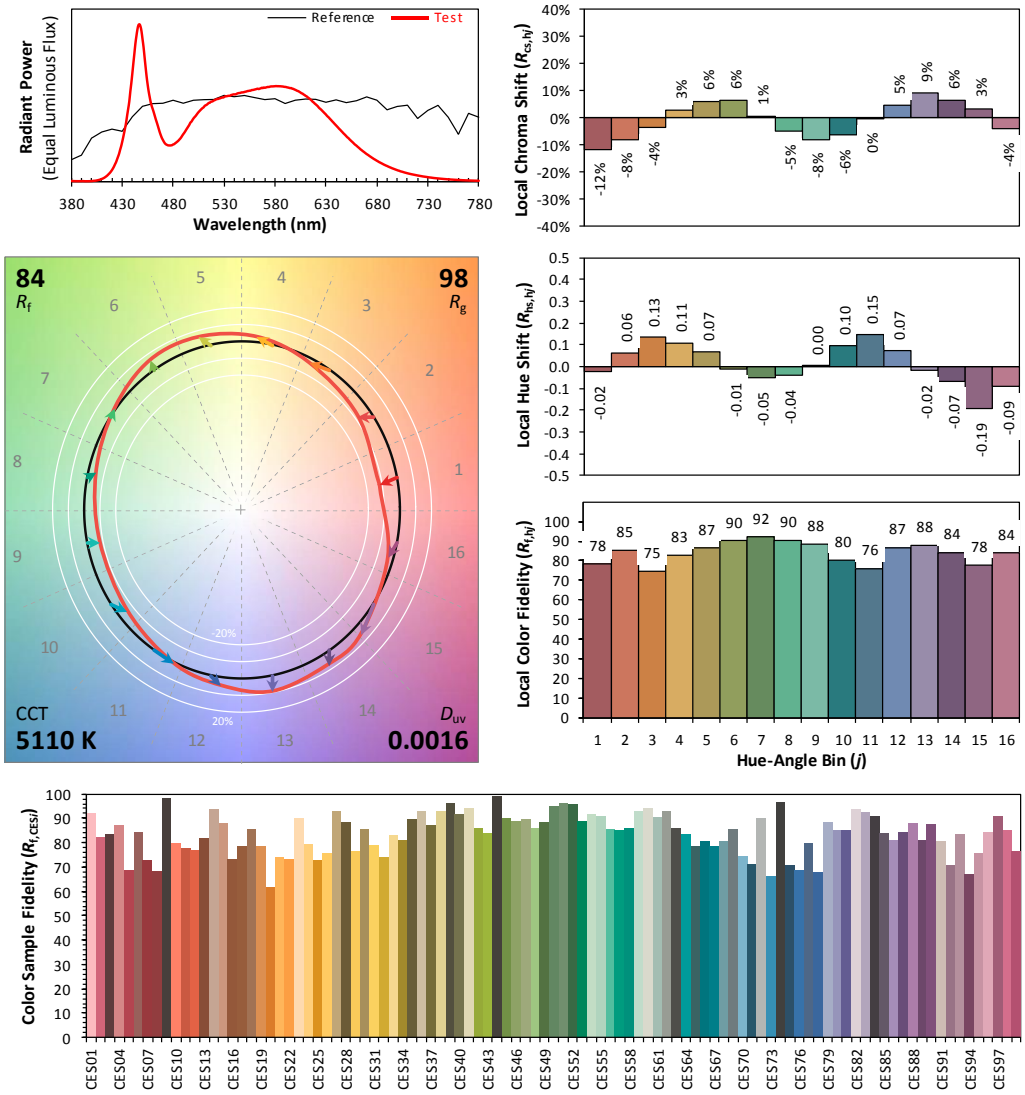 Radiant Power
(Equal Luminous Flux)
Reference
Test
380 430 480 530 580 630 680 730 780
Wavelength (nm)
Local Chroma Shift (Rcs,hj)
40%
30%
20%
10%
0%
-10%
-20%
-30%
-40%
-12% -8% -4% 3% 6% 6% 1% -5% -8% -6% 0% 5% 9% 6% 3% -4%
84
Rf
98
Rg
1 2 3 4 5 6 7 8 9 10 11 12 13 14 15 16
-20%
20%
CCT
5110 K
Duv
0.0016
Local Hue Shift (Rhs,hj)
0.5
0.4
0.3
0.2
0.1
0.0
-0.1
-0.2
-0.3
-0.4
-0.5
-0.02 0.06 0.13 0.11 0.07 -0.01 -0.05 -0.04 0.00 0.10 0.15 0.07 -0.02 -0.07 -0.19 -0.09
Local Color Fidelity (Rf,hj)
100
90
80
70
60
50
40
30
20
10
0
78 85 75 83 87 90 92 90 88 80 76 87 88 84 78 84
1 2 3 4 5 6 7 8 9 10 11 12 13 14 15 16
Hue-Angle Bin (j)
Color Sample Fidelity (Rf,CESi)
100
90
80
70
60
50
40
30
20
10
0
CES01 CES04 CES07 CES10 CES13 CES16 CES19 CES22 CES25 CES28 CES31 CES34 CES37 CES40 CES43 CES46 CES49 CES52 CES55 CES58 CES61 CES64 CES67 CES70 CES73 CES76 CES79 CES82 CES85 CES88 CES91 CES94 CES97